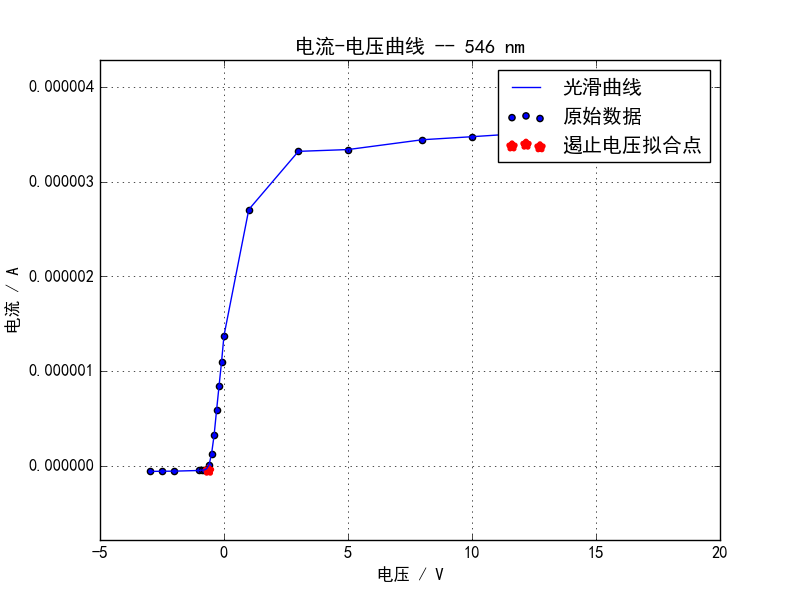 电流-电压曲线 -- 546 nm
光滑曲线
原始数据
遏止电压拟合点
0.000004
0.000003
0.000002
0.000001
0.000000
电流 / A
-5 0 5 10 15 20
电压 / V